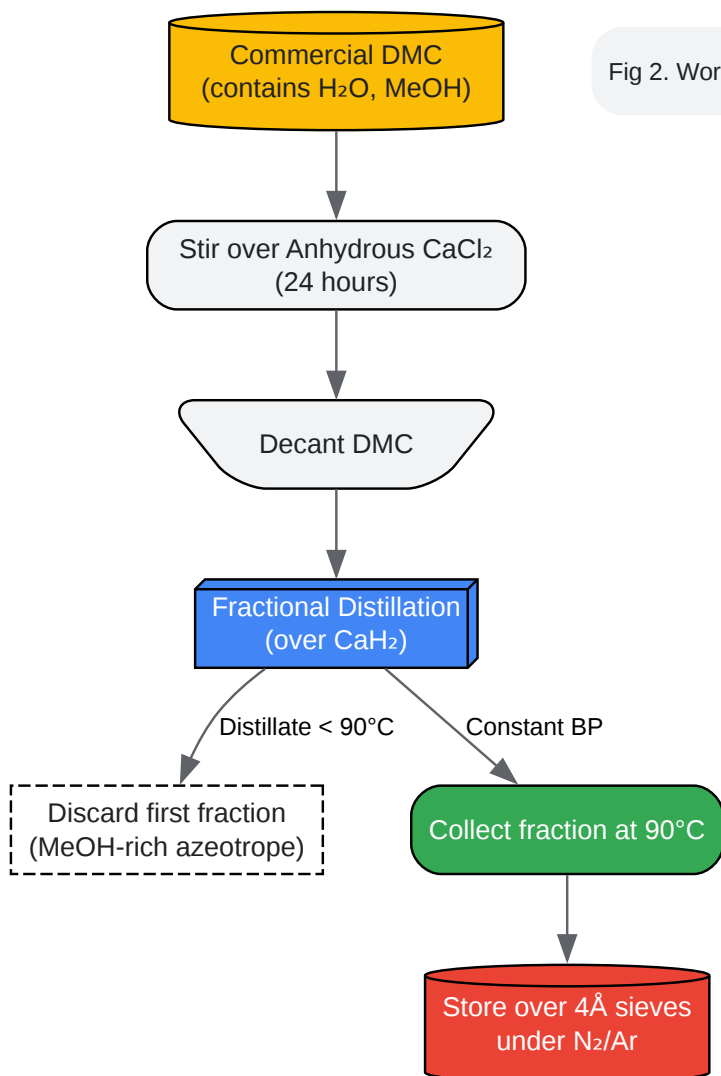 Commercial DMC
(contains H₂O, MeOH)
Fig 2. Wor
Stir over Anhydrous CaCl₂
(24 hours)
Decant DMC
Fractional Distillation
(over CaH₂)
Distillate < 90°C
Constant BP
Discard first fraction
(MeOH-rich azeotrope)
Collect fraction at 90°C
Store over 4Å sieves
under N₂/Ar